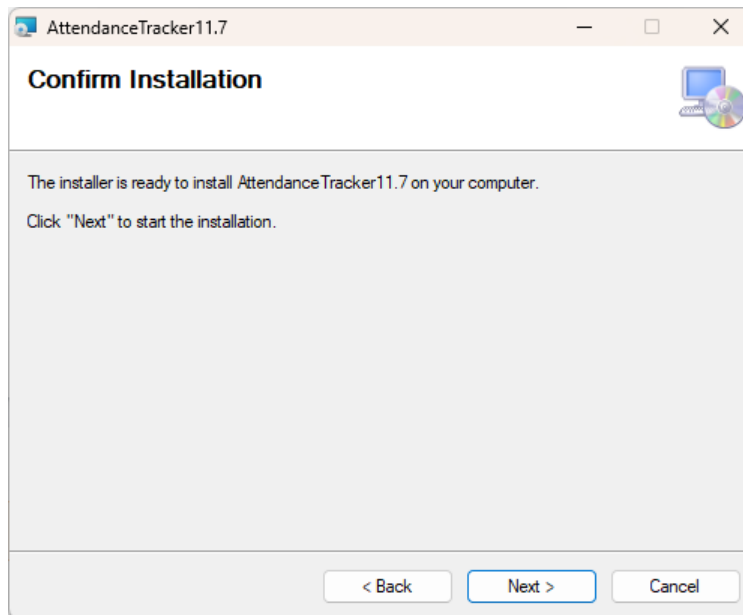 AttendanceTracker11.7
Confirm Installation
The installer is ready to install AttendanceTracker11.7 on your computer.
Click "Next" to start the installation.
< Back Next > Cancel